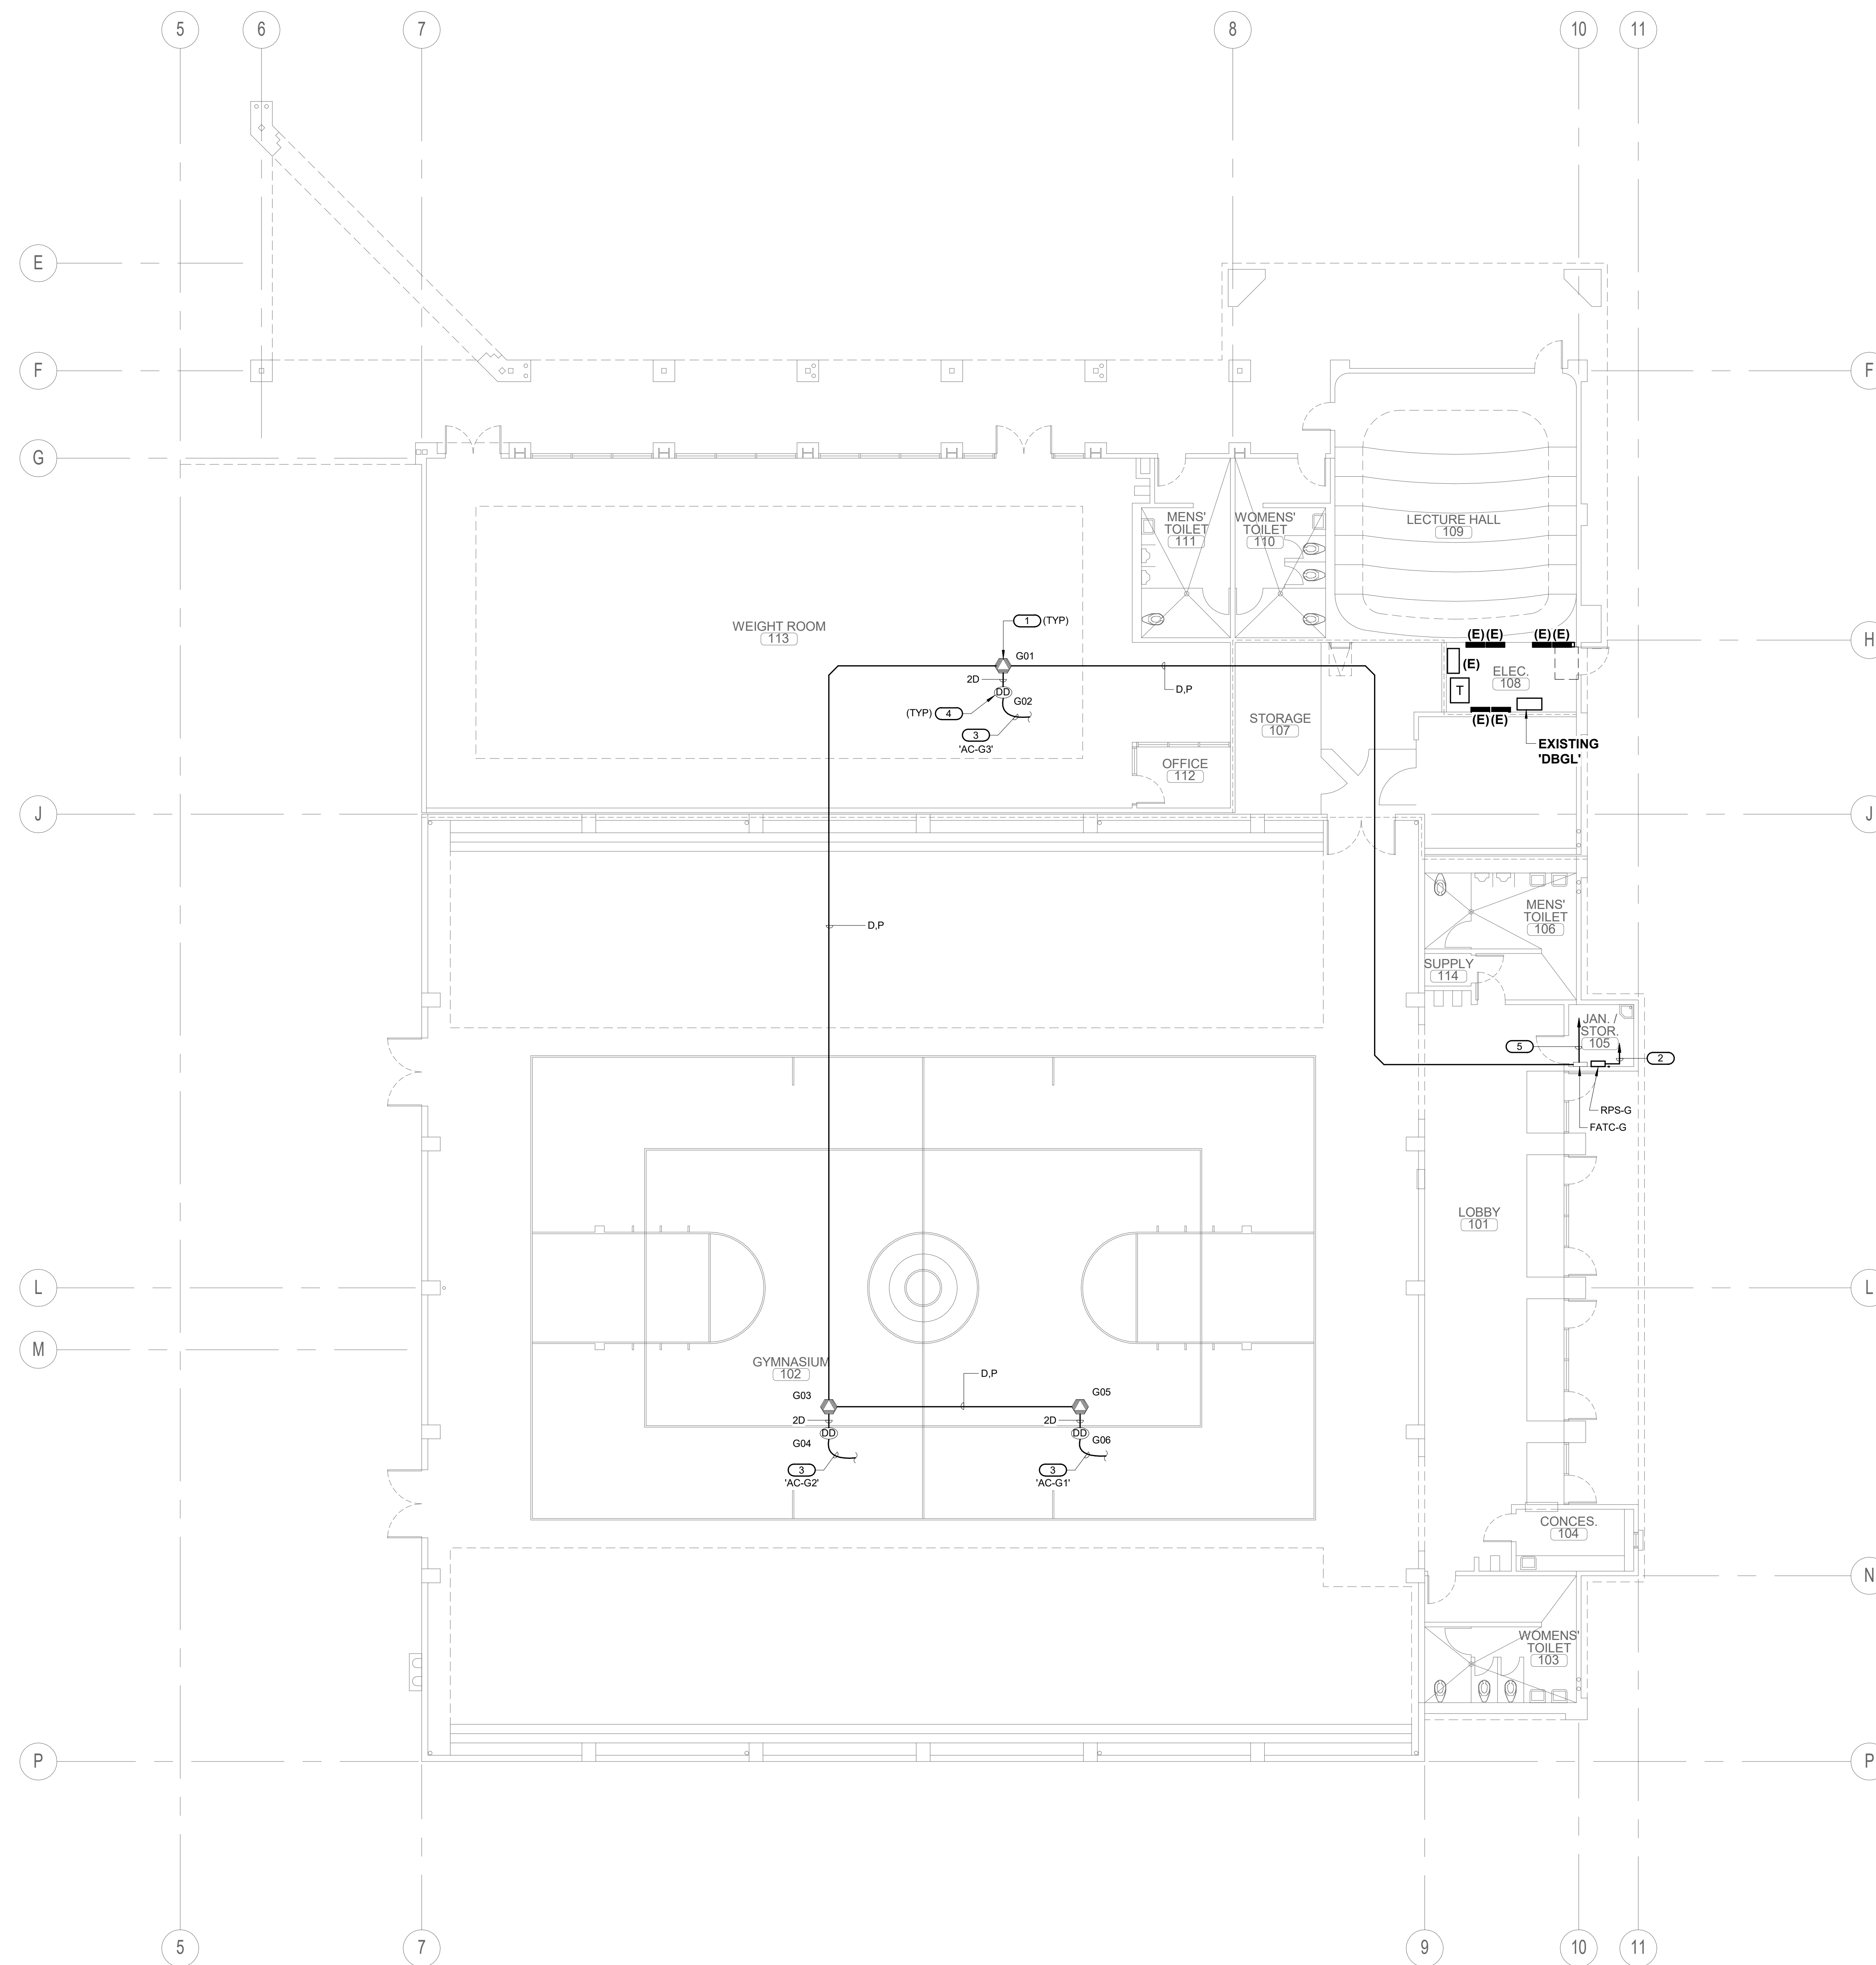 5
6
7
8
10
11
E
F
F
G
MENS'
TOILET
111
WOMENS'
TOILET
110
LECTURE HALL
109
WEIGHT ROOM
113
1 (TYP)
G01
2D
DD
G02
(TYP) 4
3
'AC-G3'
D,P
(E) (E)
(E) (E)
H
(E)
ELEC.
108
T
(E) (E)
EXISTING
'DBGL'
STORAGE
107
OFFICE
112
J
J
D,P
MENS'
TOILET
106
SUPPLY
114
JAN. /
STOR.
105
5
2
RPS-G
FATC-G
LOBBY
101
L
L
M
GYMNASIUM
102
D,P
G03
G05
2D
2D
DD
DD
G04
G06
3
'AC-G2'
3
'AC-G1'
CONCES.
104
N
WOMENS'
TOILET
103
P
P
5
7
9
10
11